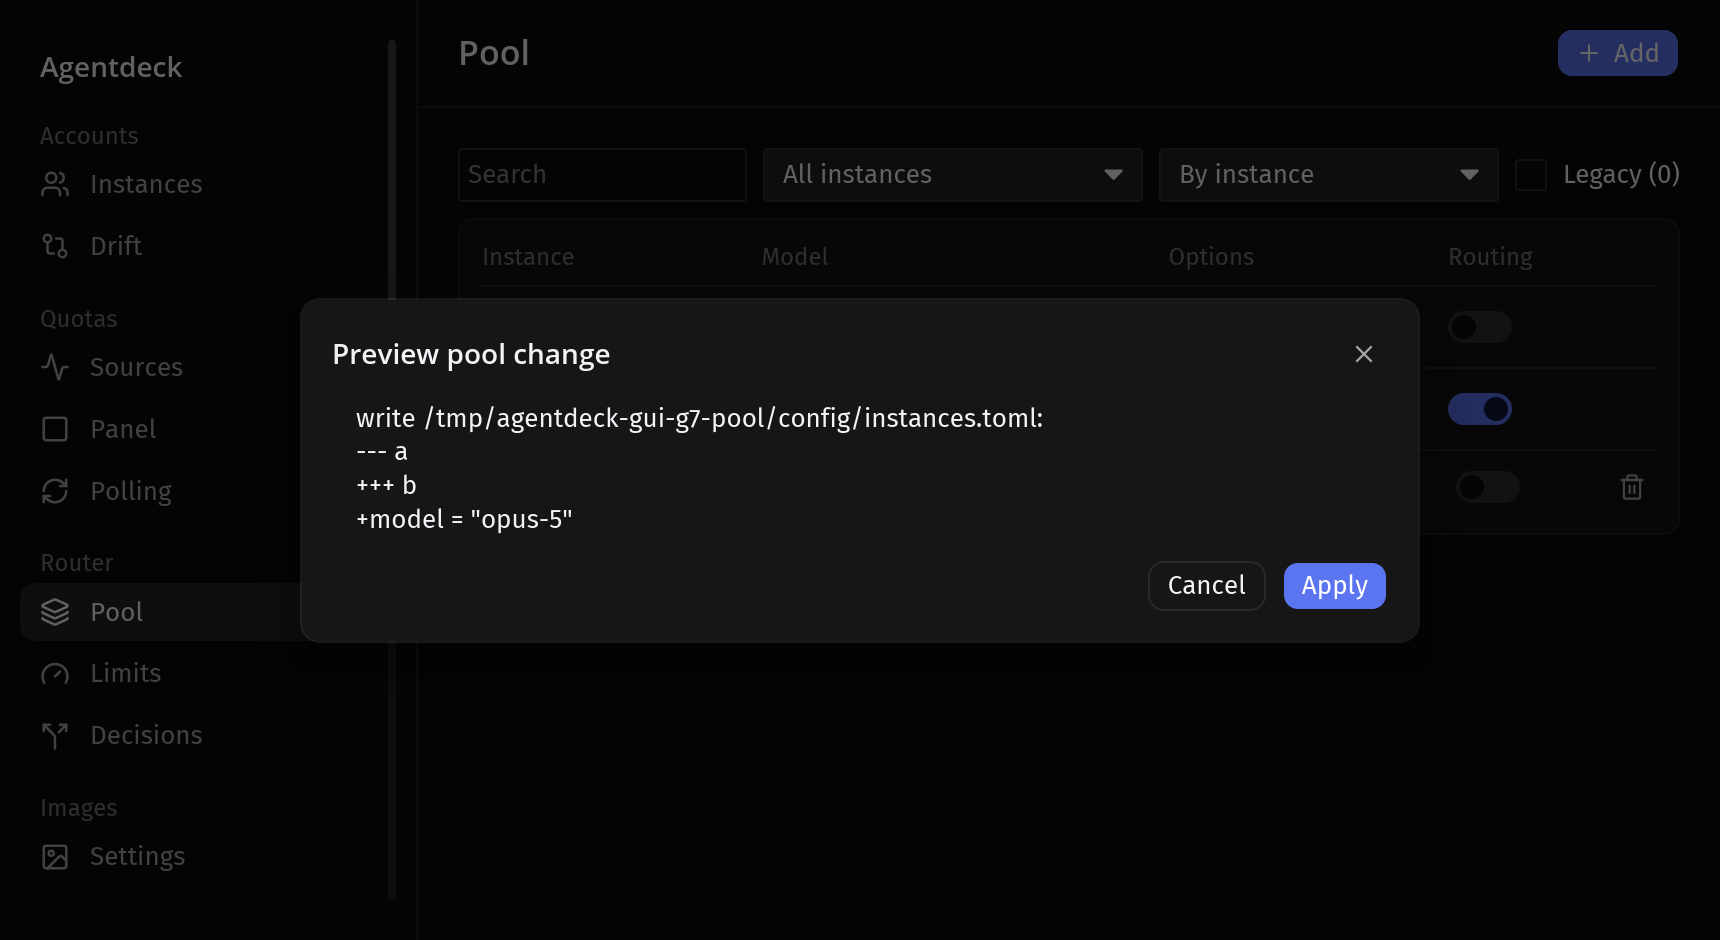 Agentdeck
Accounts
Instances
Drift
Quotas
Sources
Panel
Polling
Router
Pool
Limits
Decisions
Images
Settings
Pool
+ Add
Search
All instances
By instance
Legacy (0)
Instance
Model
Options
Routing
Preview pool change
write /tmp/agentdeck-gui-g7-pool/config/instances.toml:
--- a
+++ b
+model = "opus-5"
Cancel
Apply